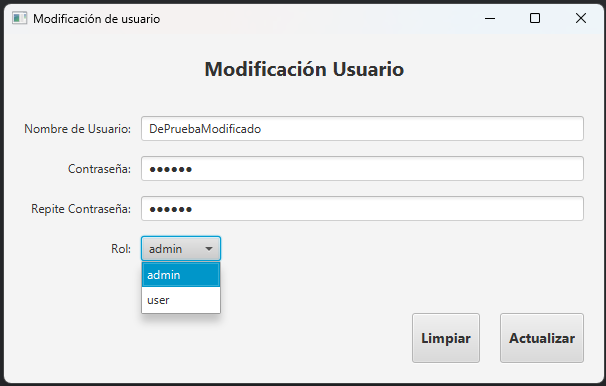 Modificación de usuario
Modificación Usuario
Nombre de Usuario: DePruebaModificado
Contraseña: ●●●●●●
Repite Contraseña: ●●●●●●
Rol: admin
admin
user
Limpiar Actualizar